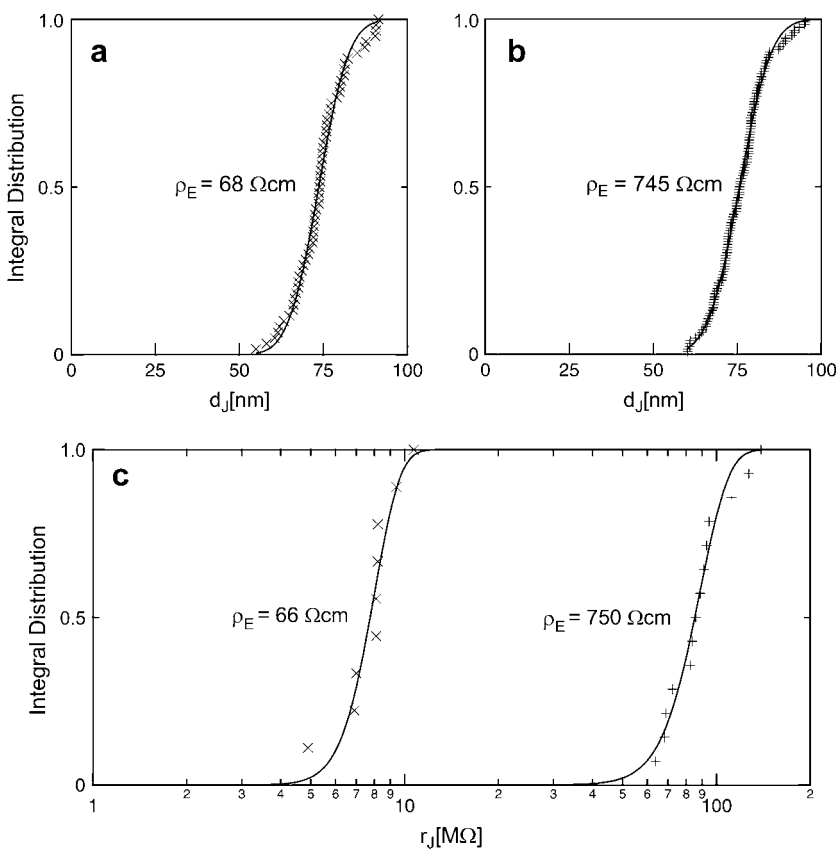 a
1.0
0.5
0
Integral Distribution
ρE = 68 Ωcm
0 25 50 75 100
dJ[nm]
b
1.0
0.5
0
ρE = 745 Ωcm
0 25 50 75 100
dJ[nm]
c
1.0
0.5
0
Integral Distribution
ρE = 66 Ωcm
ρE = 750 Ωcm
1 2 3 4 5 6 7 8 9 10 2 3 4 5 6 7 8 9 100 2
rJ[MΩ]